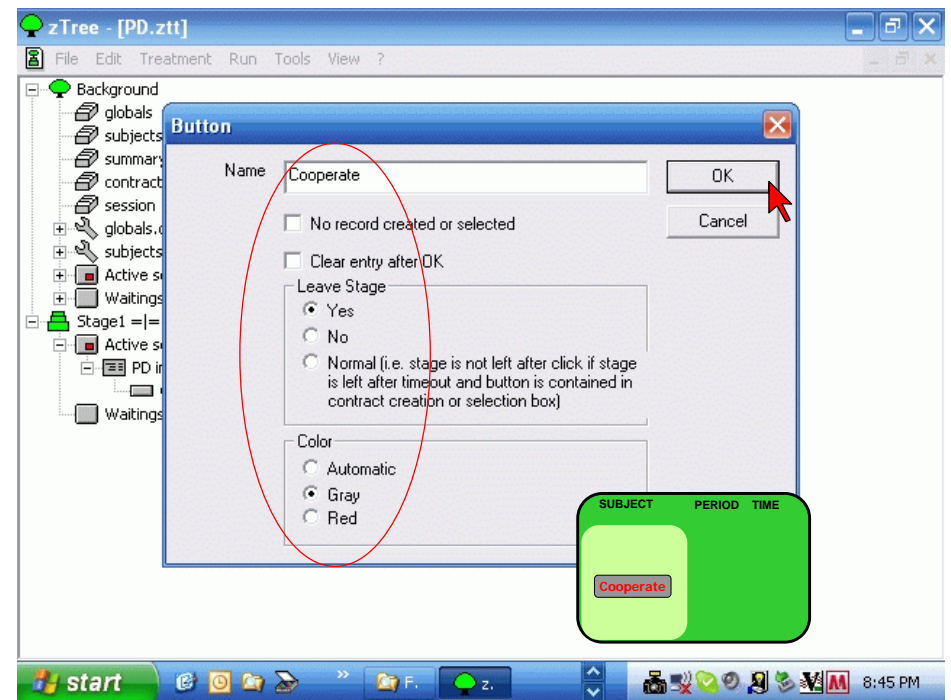 zTree - [PD.ztt]
File Edit Treatment Run Tools View ?
Background
globals
subjects
summary
contract
session
globals.
subjects
Active s
Waitings
Stage1 =|=
Active s
PD i
Waitings
Button
Name Cooperate
OK
Cancel
No record created or selected
Clear entry after OK
Leave Stage
Yes
No
Normal (i.e. stage is not left after click if stage
is left after timeout and button is contained in
contract creation or selection box)
Color
Automatic
Gray
Red
SUBJECT PERIOD TIME
Cooperate
start » F. z. 8:45 PM